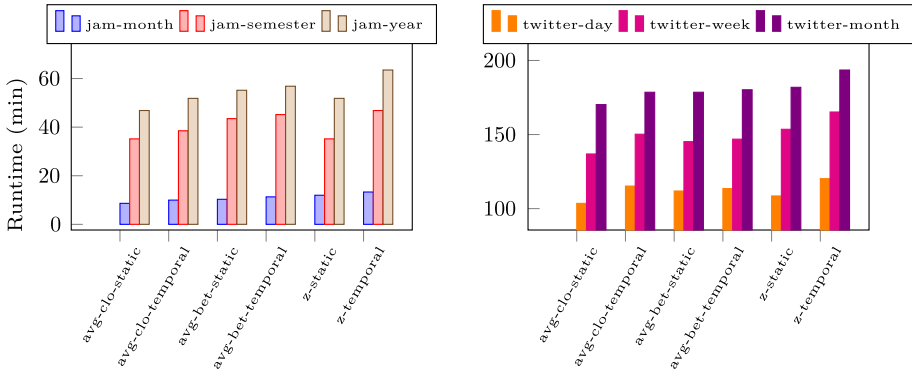 jam-month jam-semester jam-year
Runtime (min)
60
40
20
0
avg-clo-static
avg-clo-temporal
avg-bet-static
avg-bet-temporal
z-static
z-temporal
twitter-day twitter-week twitter-month
200
150
100
avg-clo-static
avg-clo-temporal
avg-bet-static
avg-bet-temporal
z-static
z-temporal